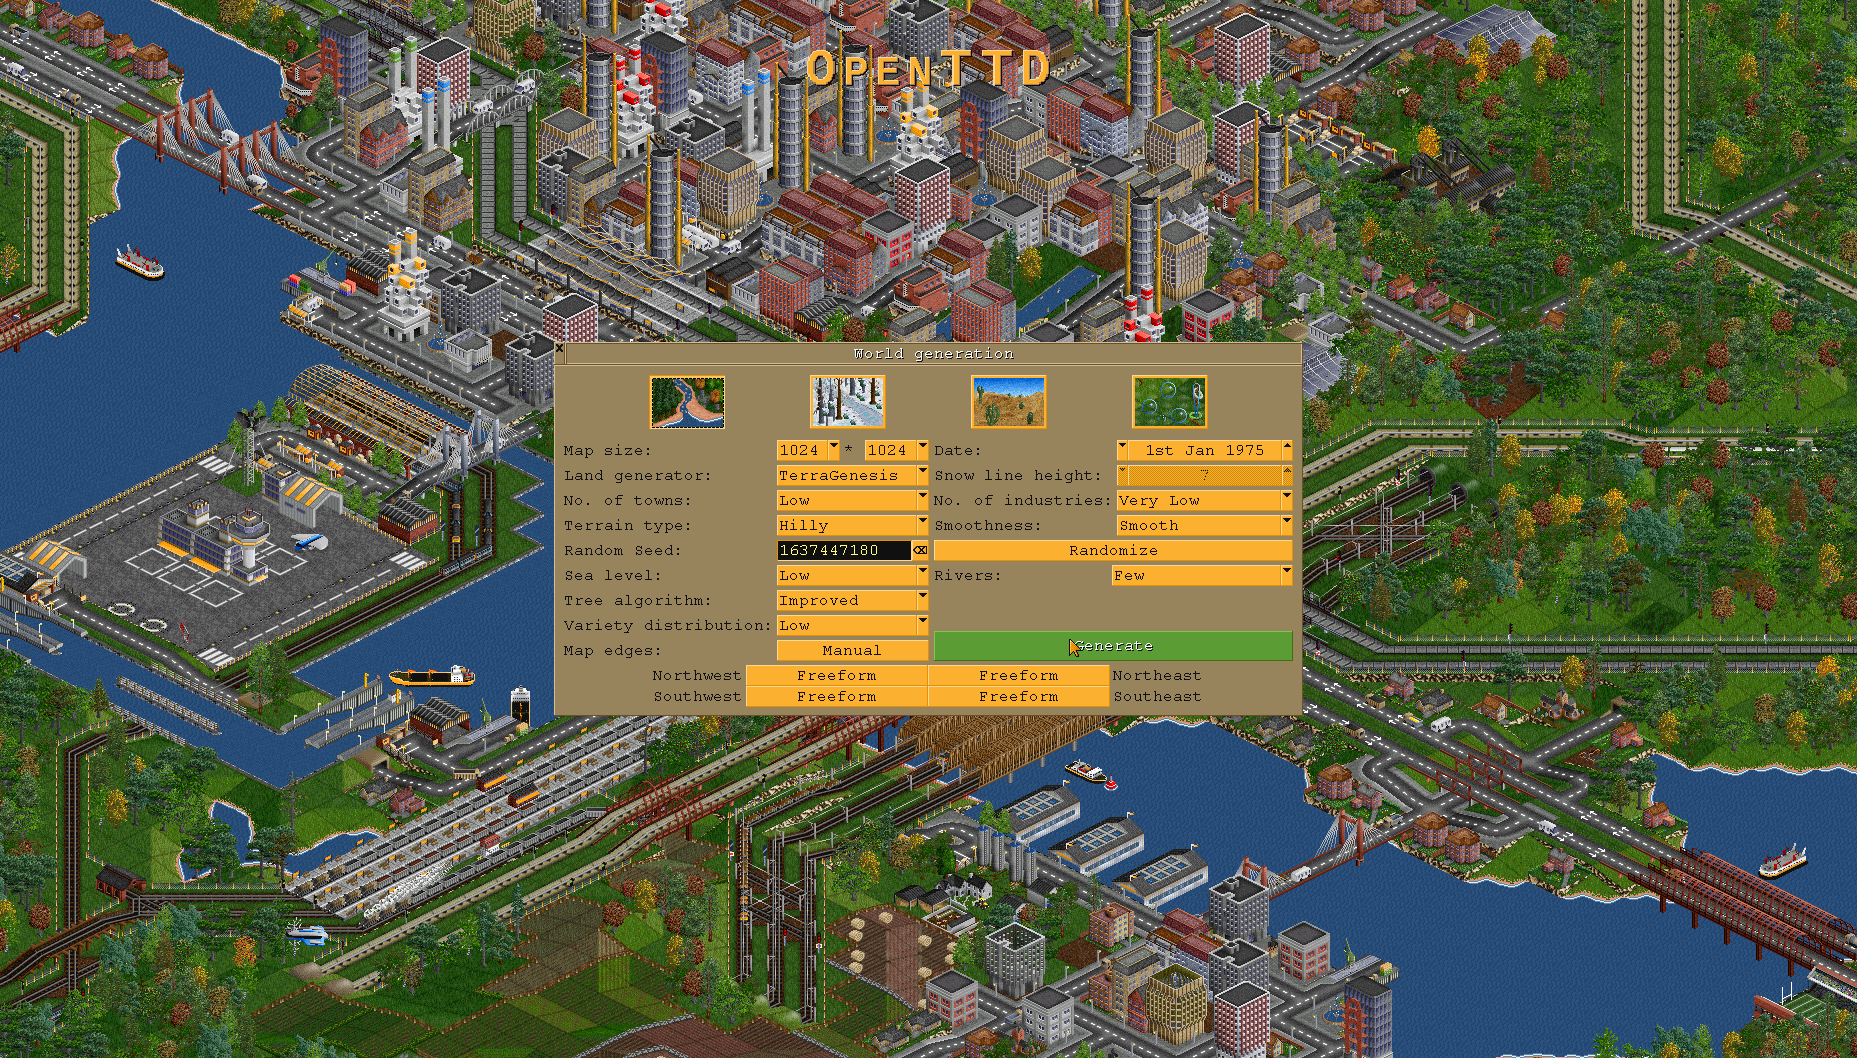 OPENTTD
World generation
Map size: 1024 * 1024 Date: 1st Jan 1975
Land generator: TerraGenesis Snow line height: 7
No. of towns: Low No. of industries: Very Low
Terrain type: Hilly Smoothness: Smooth
Random Seed: 1637447180 Randomize
Sea level: Low Rivers: Few
Tree algorithm: Improved
Variety distribution: Low
Generate
Map edges: Manual
Northwest Freeform Freeform Northeast
Southwest Freeform Freeform Southeast